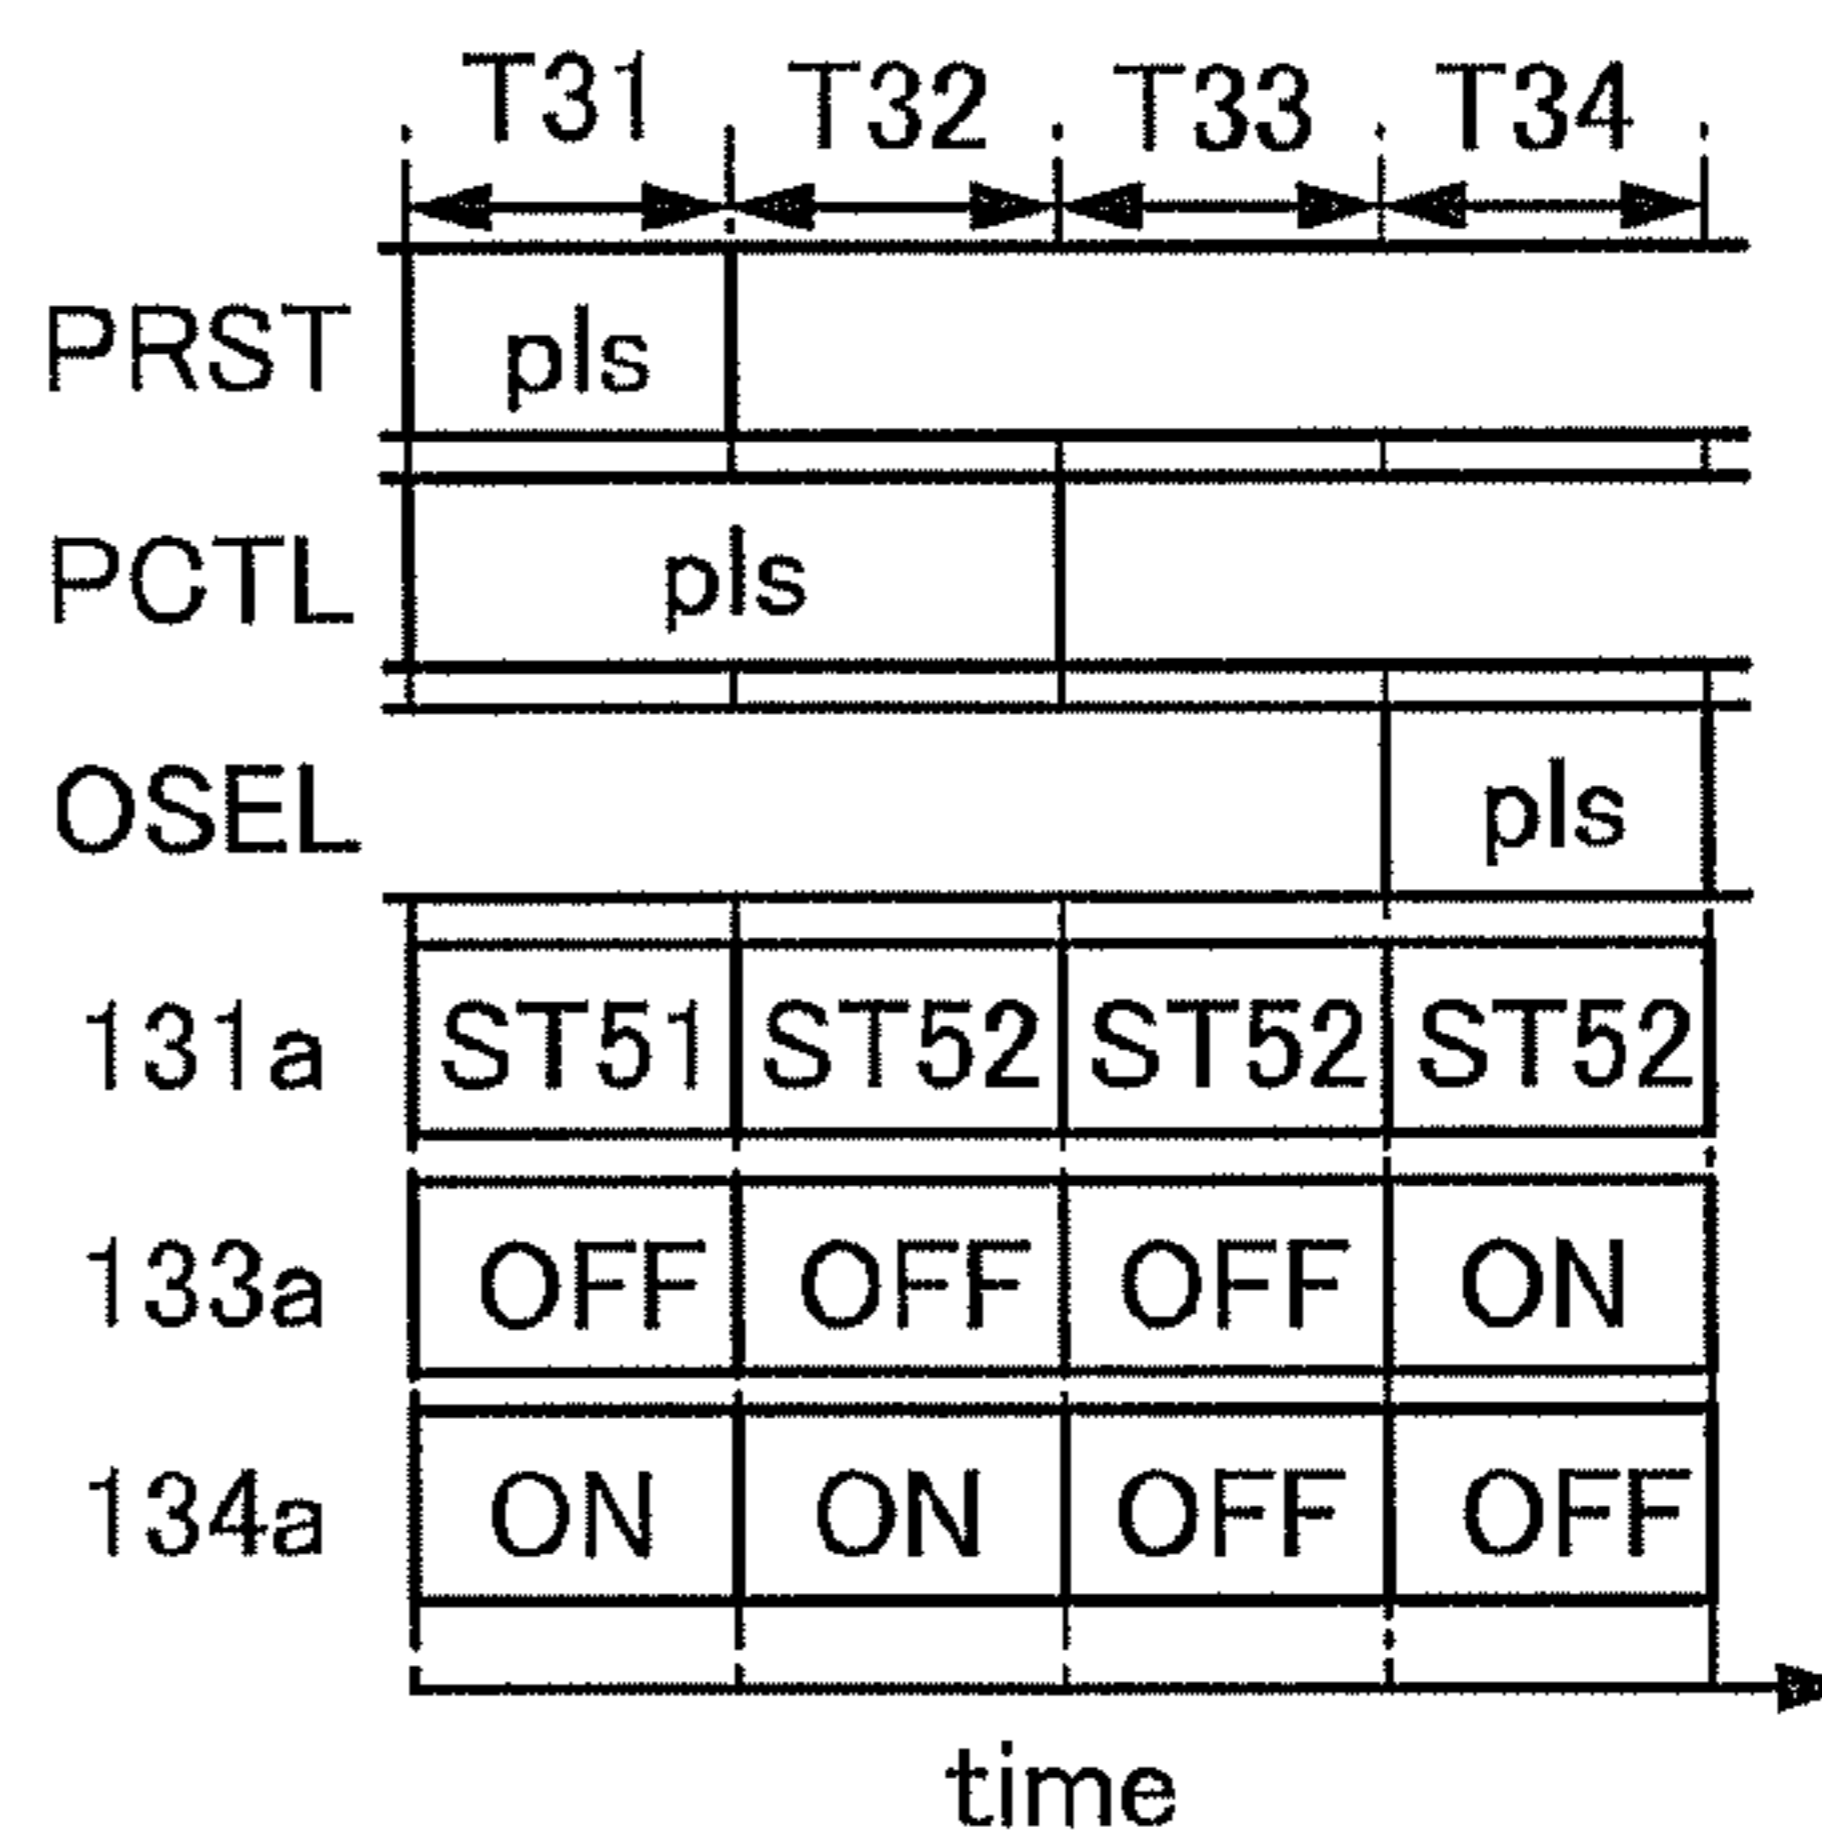 T31 T32 T33 T34
PRST pls
PCTL pls
OSEL pls
131a ST51 ST52 ST52 ST52
133a OFF OFF OFF ON
134a ON ON OFF OFF
time